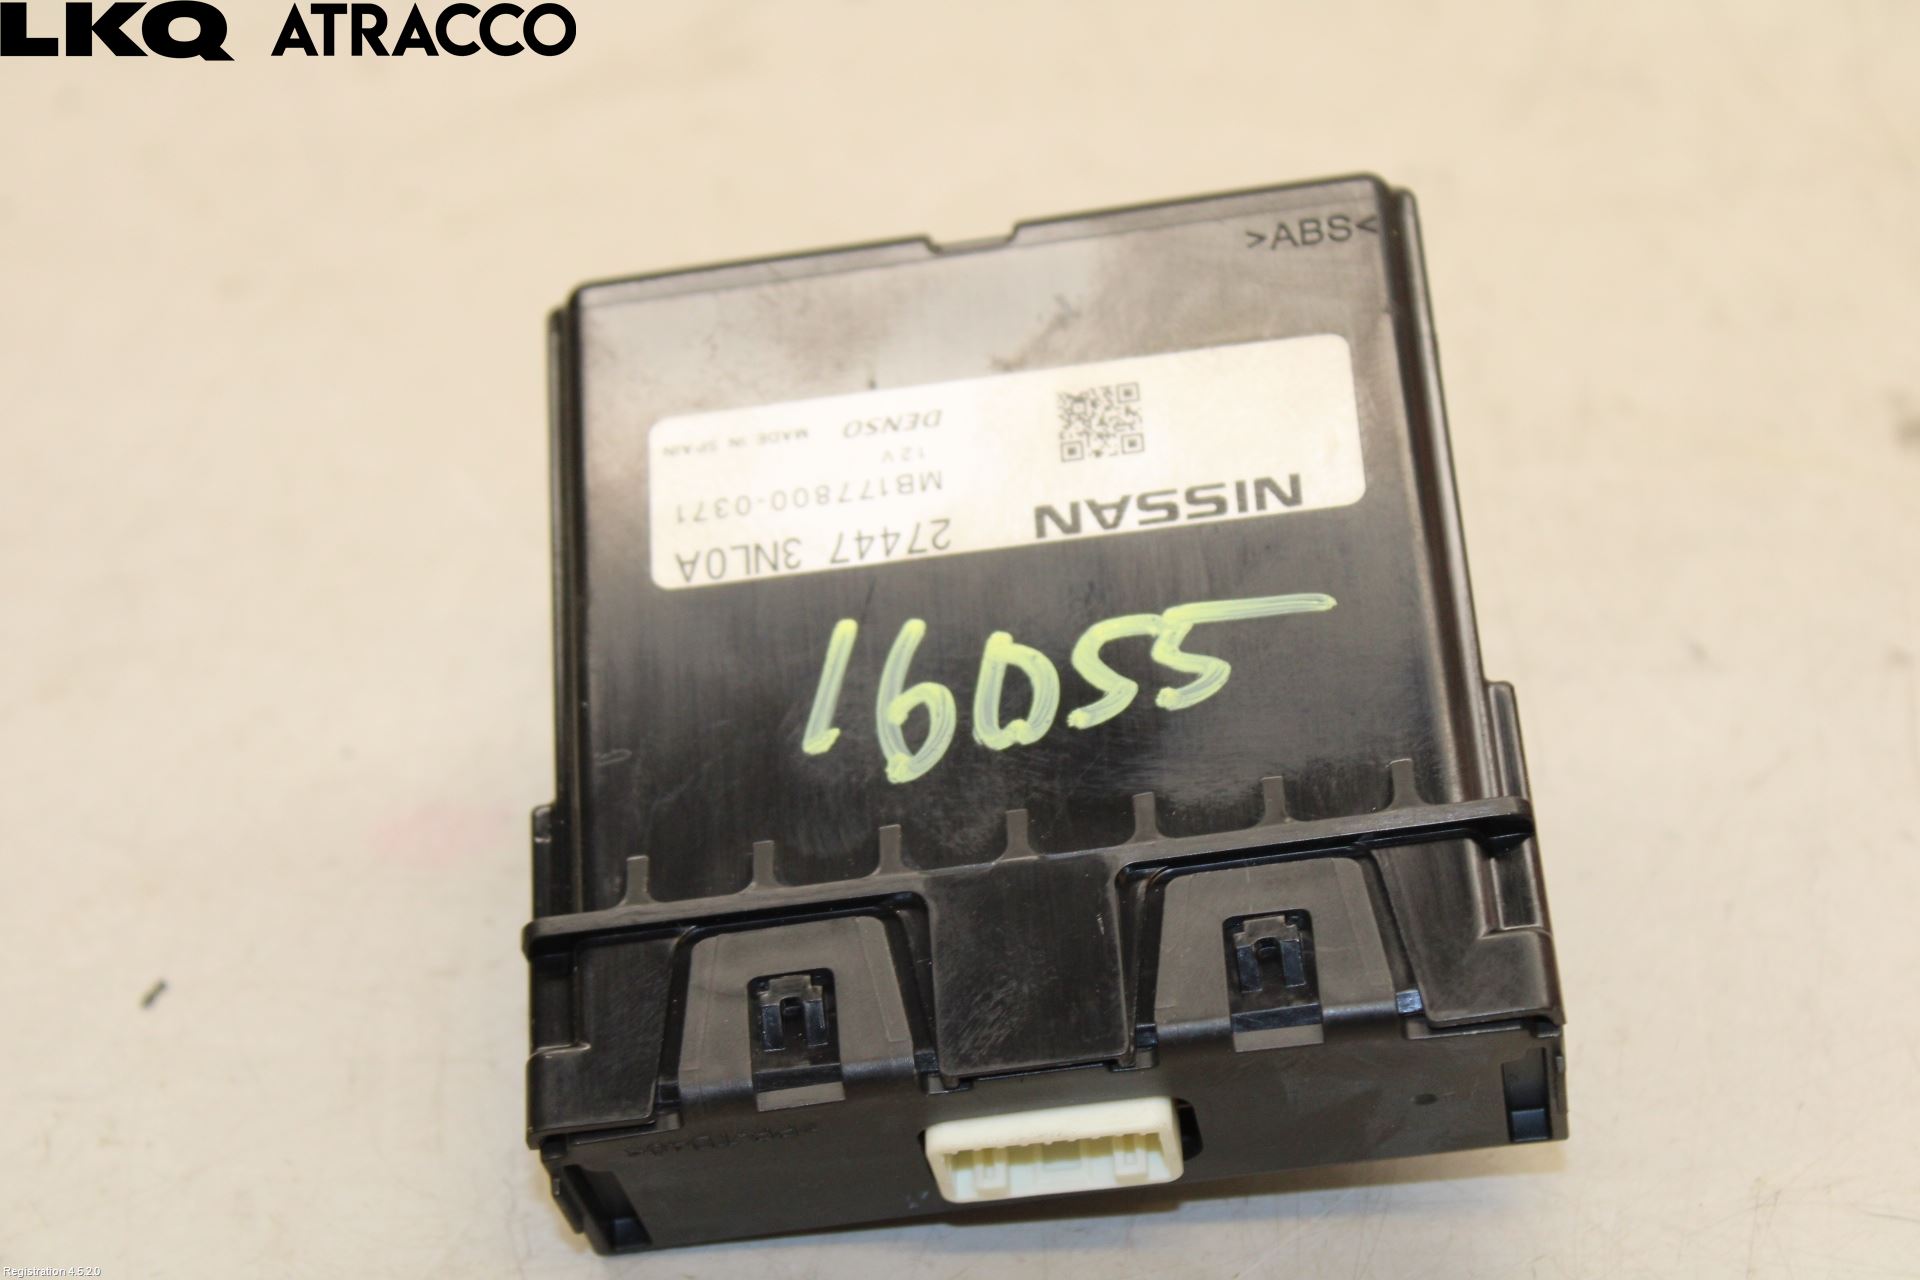 LKQ ATRACCO
>ABS<
NISSAN
27447 3NL0A
MB177800-0371
12V
DENSO MADE IN SPAIN
16055
Registration 4.5.2.0